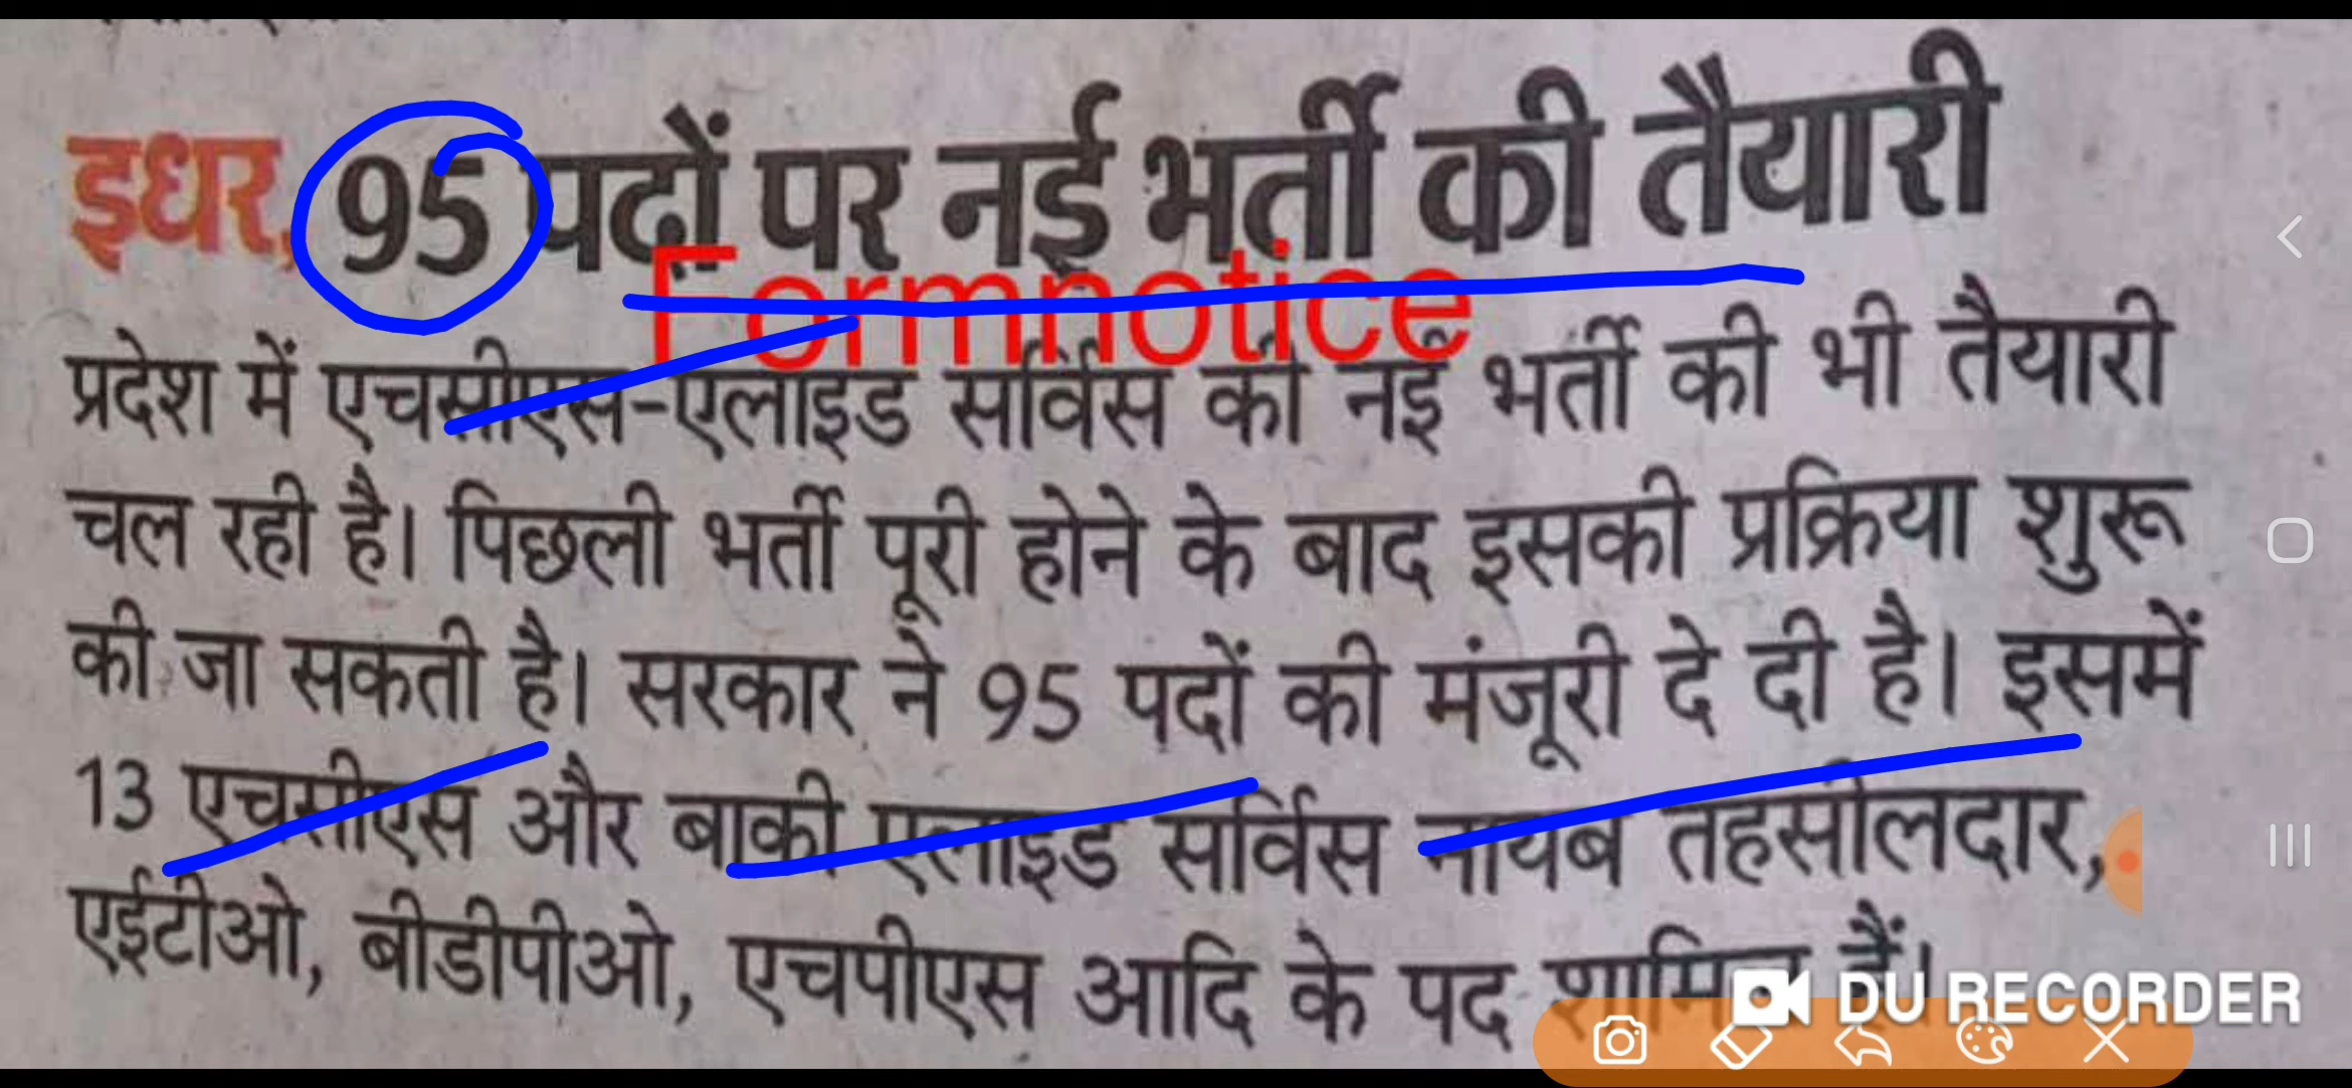 इधर, 95 पदों पर नई भर्ती की तैयारी
Formnotice
प्रदेश में एचसीएस-एलाइड सर्विस की नई भर्ती की भी तैयारी
चल रही है। पिछली भर्ती पूरी होने के बाद इसकी प्रक्रिया शुरू
की जा सकती है। सरकार ने 95 पदों की मंजूरी दे दी है। इसमें
13 एचसीएस और बाकी एलाइड सर्विस नायब तहसीलदार,
एईटीओ, बीडीपीओ, एचपीएस आदि के पद शामिल हैं।
DU RECORDER